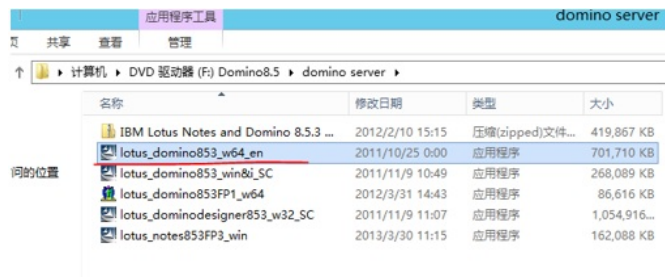 应用程序工具 domino server
页 共享 查看 管理
计算机 DVD 驱动器 (F:) Domino8.5 domino server
名称 修改日期 类型 大小
IBM Lotus Notes and Domino 8.5.3 ... 2012/2/10 15:15 压缩(zipped)文件... 419,867 KB
lotus_domino853_w64_en 2011/10/25 0:00 应用程序 701,710 KB
lotus_domino853_win&i_SC 2011/11/9 10:49 应用程序 268,089 KB
问的位置
lotus_domino853FP1_w64 2012/3/31 14:43 应用程序 86,616 KB
lotus_dominodesigner853_w32_SC 2011/11/9 11:07 应用程序 1,054,916...
lotus_notes853FP3_win 2013/3/30 11:15 应用程序 162,088 KB